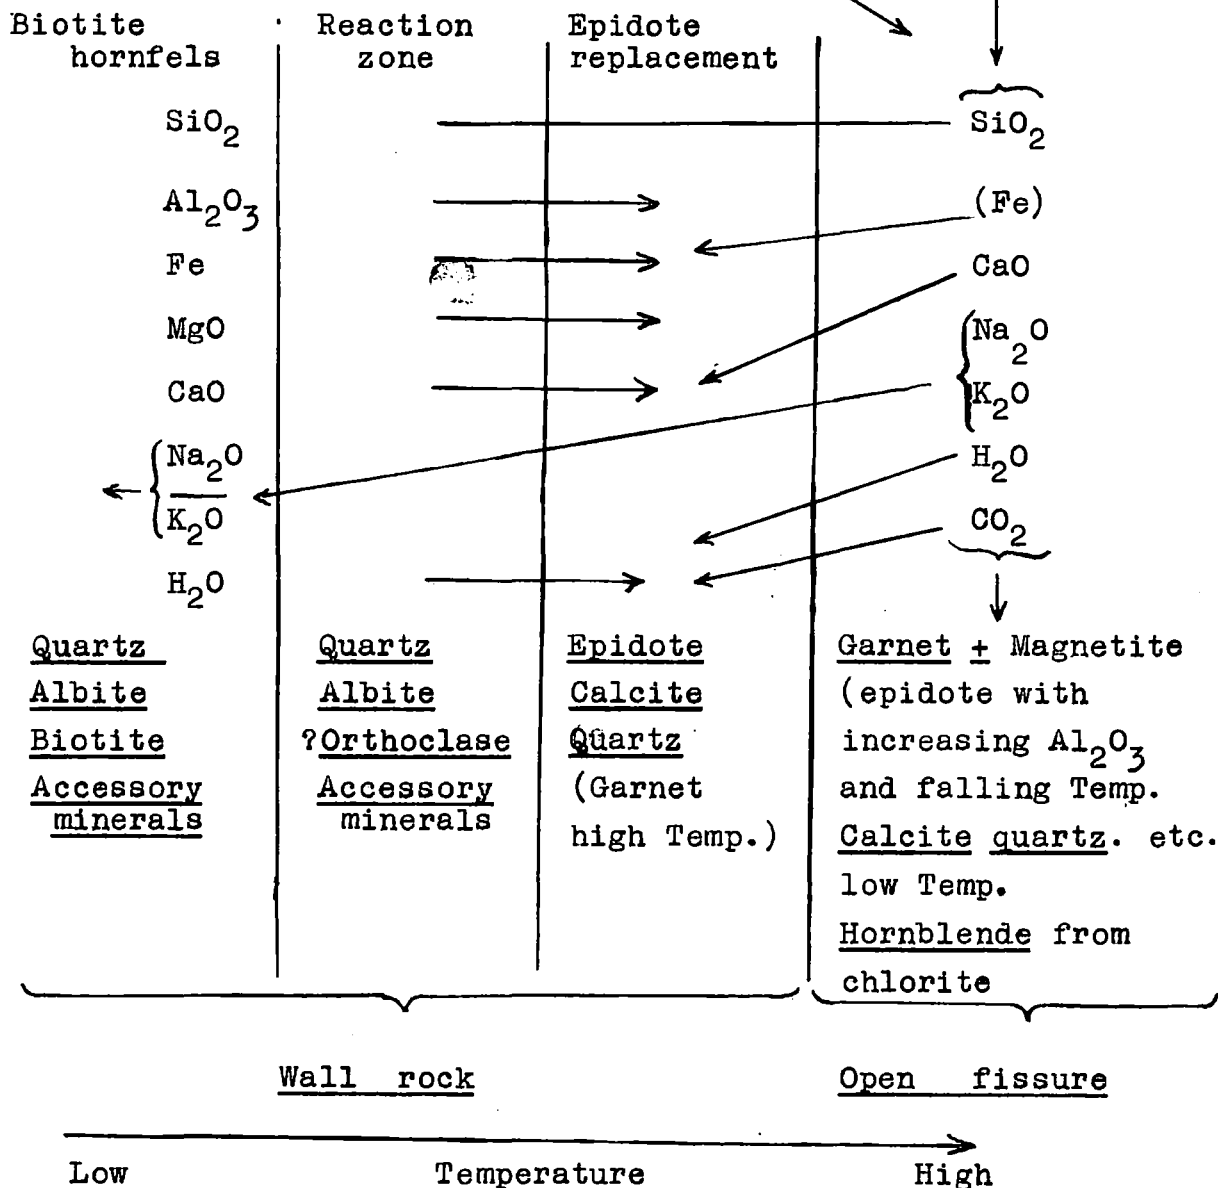 Biotite hornfels
Reaction zone
Epidote replacement
SiO2
SiO2
Al2O3
(Fe)
Fe
CaO
MgO
Na2O
CaO
K2O
Na2O
H2O
K2O
CO2
H2O
Quartz
Albite
Biotite
Accessory
minerals
Quartz
Albite
?Orthoclase
Accessory
minerals
Epidote
Calcite
Quartz
(Garnet
high Temp.)
Garnet ± Magnetite
(epidote with
increasing Al2O3
and falling Temp.
Calcite quartz. etc.
low Temp.
Hornblende from
chlorite
Wall rock
Open fissure
Low Temperature High